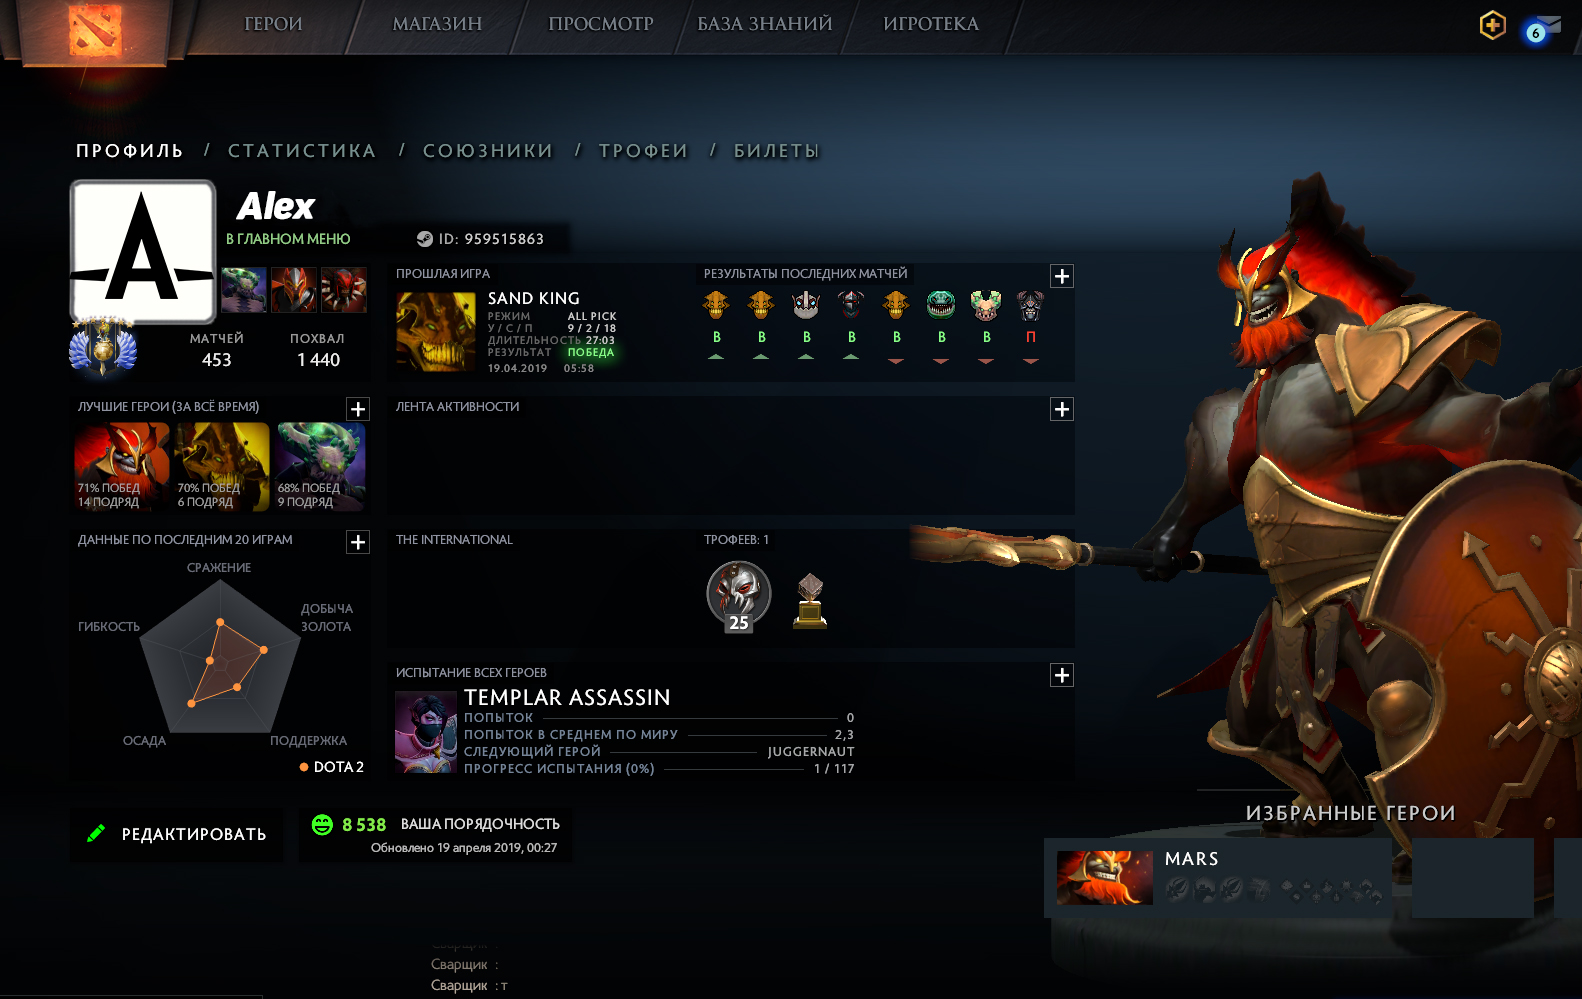 ГЕРОИ
МАГАЗИН
ПРОСМОТР
БАЗА ЗНАНИЙ
ИГРОТЕКА
6
ПРОФИЛЬ / СТАТИСТИКА / СОЮЗНИКИ / ТРОФЕИ / БИЛЕТЫ
A
Alex
В ГЛАВНОМ МЕНЮ
ID: 959515863
МАТЧЕЙ
453
ПОХВАЛ
1 440
ПРОШЛАЯ ИГРА
SAND KING
РЕЖИМ ALL PICK
У / С / П 9 / 2 / 18
ДЛИТЕЛЬНОСТЬ 27:03
РЕЗУЛЬТАТ ПОБЕДА
19.04.2019 05:58
РЕЗУЛЬТАТЫ ПОСЛЕДНИХ МАТЧЕЙ
В В В В В В В П
ЛУЧШИЕ ГЕРОИ (ЗА ВСЁ ВРЕМЯ)
71% ПОБЕД
14 ПОДРЯД
70% ПОБЕД
6 ПОДРЯД
68% ПОБЕД
9 ПОДРЯД
ЛЕНТА АКТИВНОСТИ
ДАННЫЕ ПО ПОСЛЕДНИМ 20 ИГРАМ
СРАЖЕНИЕ
ДОБЫЧА
ЗОЛОТА
ГИБКОСТЬ
ОСАДА
ПОДДЕРЖКА
DOTA 2
THE INTERNATIONAL
ТРОФЕЕВ: 1
25
ИСПЫТАНИЕ ВСЕХ ГЕРОЕВ
TEMPLAR ASSASSIN
ПОПЫТОК 0
ПОПЫТОК В СРЕДНЕМ ПО МИРУ 2,3
СЛЕДУЮЩИЙ ГЕРОЙ JUGGERNAUT
ПРОГРЕСС ИСПЫТАНИЯ (0%) 1 / 117
РЕДАКТИРОВАТЬ
8 538 ВАША ПОРЯДОЧНОСТЬ
Обновлено 19 апреля 2019, 00:27
ИЗБРАННЫЕ ГЕРОИ
MARS
Сварщик :
Сварщик : т